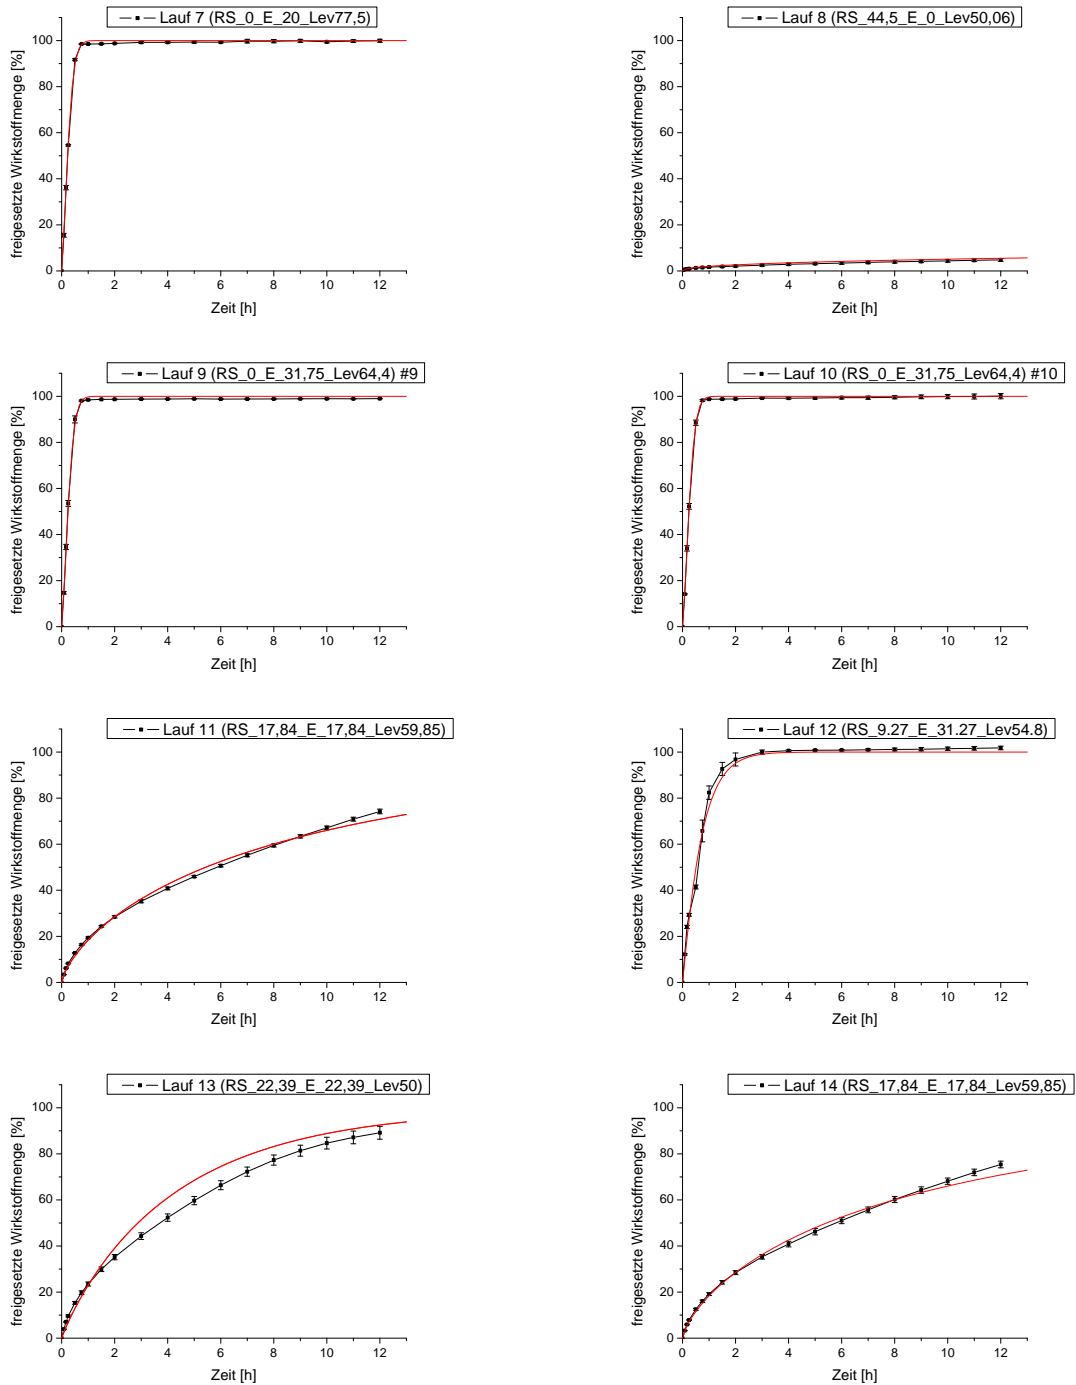 Lauf 7 (RS_0_E_20_Lev77,5)
freigesetzte Wirkstoffmenge [%]
100
80
60
40
20
0
0 2 4 6 8 10 12
Zeit [h]
Lauf 8 (RS_44,5_E_0_Lev50,06)
freigesetzte Wirkstoffmenge [%]
100
80
60
40
20
0
0 2 4 6 8 10 12
Zeit [h]
Lauf 9 (RS_0_E_31,75_Lev64,4) #9
freigesetzte Wirkstoffmenge [%]
100
80
60
40
20
0
0 2 4 6 8 10 12
Zeit [h]
Lauf 10 (RS_0_E_31,75_Lev64,4) #10
freigesetzte Wirkstoffmenge [%]
100
80
60
40
20
0
0 2 4 6 8 10 12
Zeit [h]
Lauf 11 (RS_17,84_E_17,84_Lev59,85)
freigesetzte Wirkstoffmenge [%]
100
80
60
40
20
0
0 2 4 6 8 10 12
Zeit [h]
Lauf 12 (RS_9.27_E_31.27_Lev54.8)
freigesetzte Wirkstoffmenge [%]
100
80
60
40
20
0
0 2 4 6 8 10 12
Zeit [h]
Lauf 13 (RS_22,39_E_22,39_Lev50)
freigesetzte Wirkstoffmenge [%]
100
80
60
40
20
0
0 2 4 6 8 10 12
Zeit [h]
Lauf 14 (RS_17,84_E_17,84_Lev59,85)
freigesetzte Wirkstoffmenge [%]
100
80
60
40
20
0
0 2 4 6 8 10 12
Zeit [h]